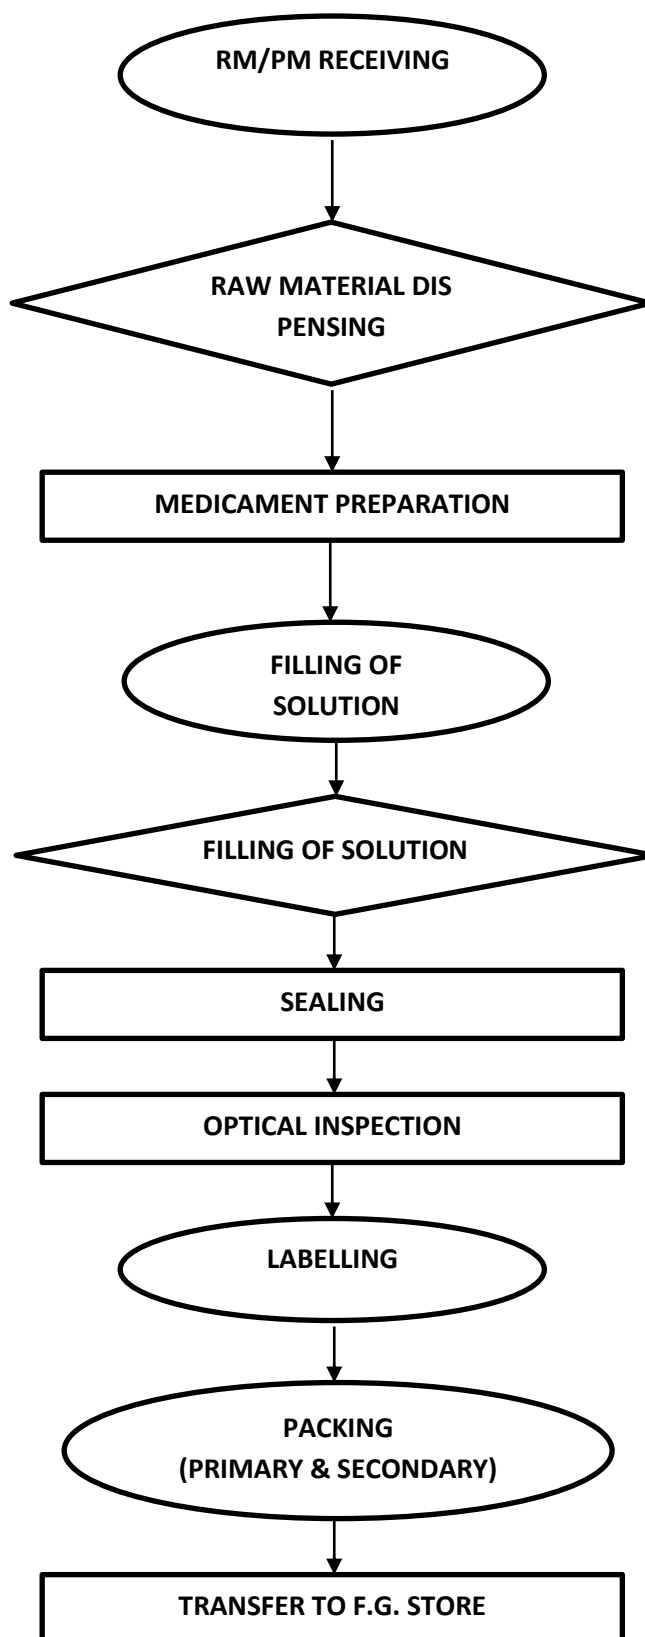 RM/PM RECEIVING
RAW MATERIAL DIS
PENSING
MEDICAMENT PREPARATION
FILLING OF
SOLUTION
FILLING OF SOLUTION
SEALING
OPTICAL INSPECTION
LABELLING
PACKING
(PRIMARY & SECONDARY)
TRANSFER TO F.G. STORE